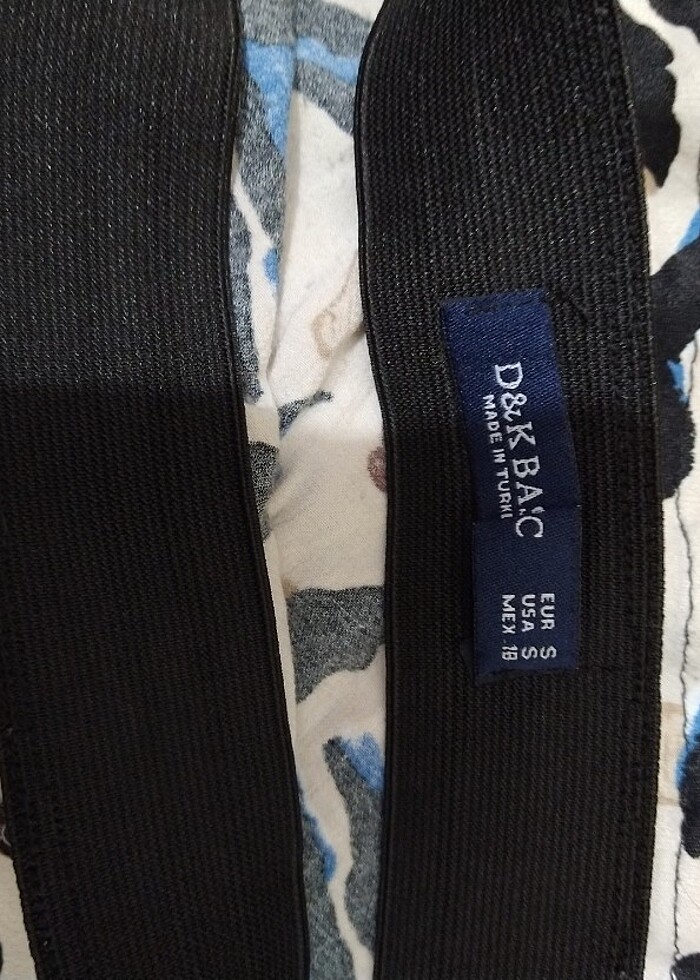 D&K BA'C
MADE IN TURKI
EUR S
USA S
MEX 18